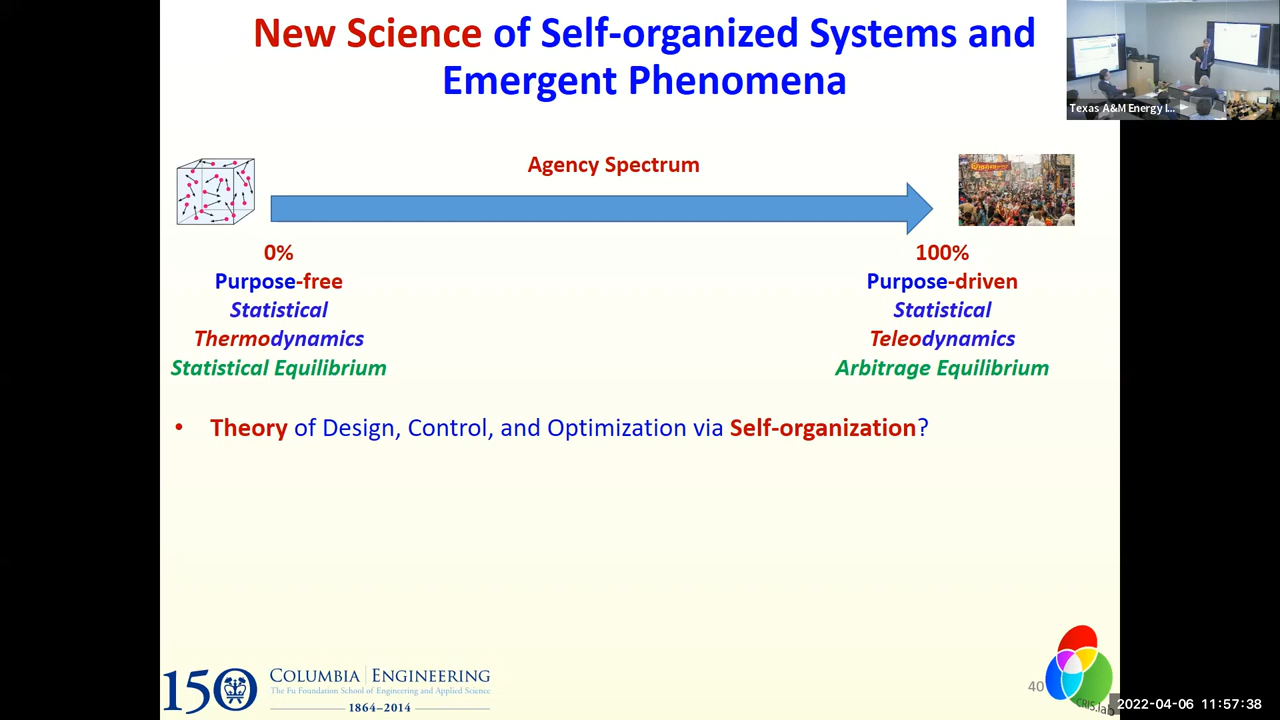 New Science of Self-organized Systems and
Emergent Phenomena
Texas A&M Energy I...
Agency Spectrum
0%
Purpose-free
Statistical
Thermodynamics
Statistical Equilibrium
100%
Purpose-driven
Statistical
Teleodynamics
Arbitrage Equilibrium
• Theory of Design, Control, and Optimization via Self-organization?
150
COLUMBIA | ENGINEERING
The Fu Foundation School of Engineering and Applied Science
1864–2014
40
CRIS.lab
2022-04-06 11:57:38